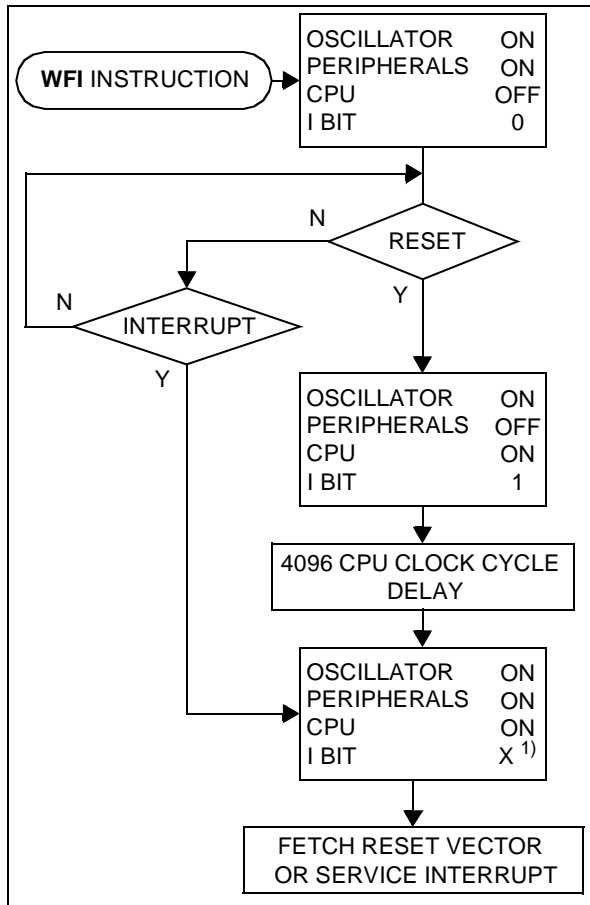 WFI INSTRUCTION
OSCILLATOR ON
PERIPHERALS ON
CPU OFF
I BIT 0
N
RESET
Y
N
INTERRUPT
Y
OSCILLATOR ON
PERIPHERALS OFF
CPU ON
I BIT 1
4096 CPU CLOCK CYCLE
DELAY
OSCILLATOR ON
PERIPHERALS ON
CPU ON
I BIT X 1)
FETCH RESET VECTOR
OR SERVICE INTERRUPT